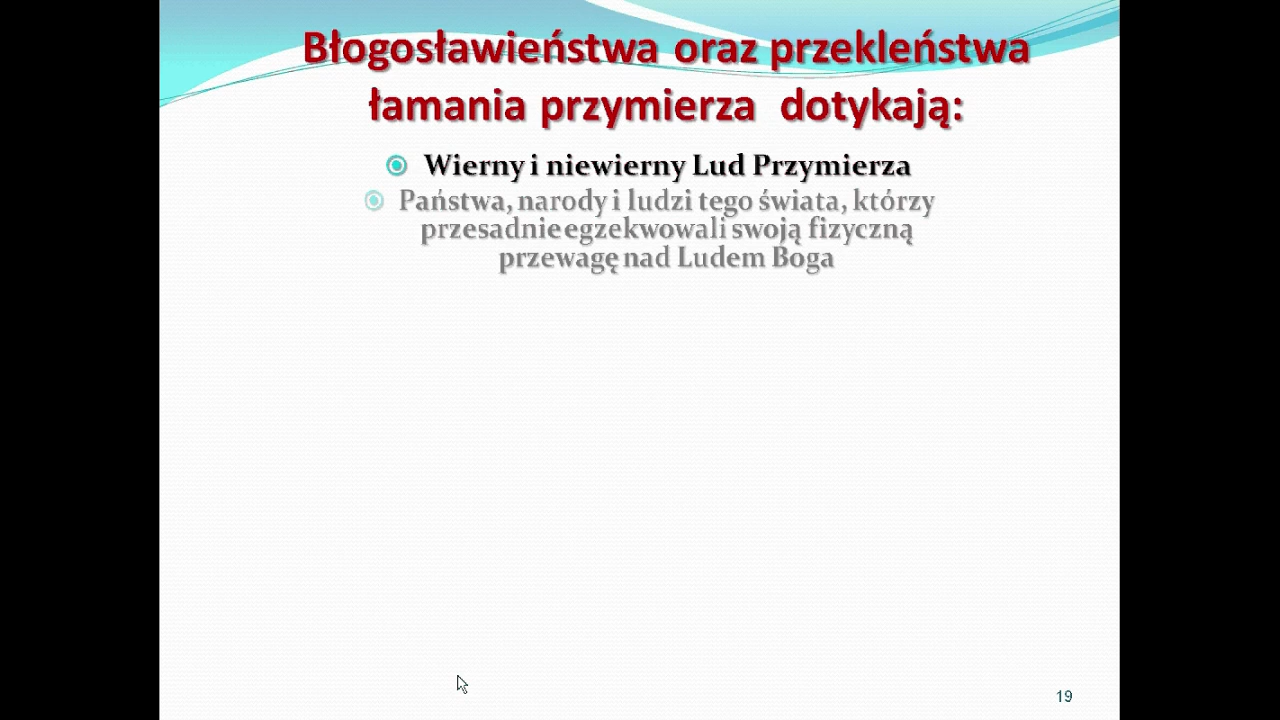 Błogosławieństwa oraz przekleństwa
łamania przymierza dotykają:
Wierny i niewierny Lud Przymierza
Państwa, narody i ludzi tego świata, którzy
przesadnie egzekwowali swoją fizyczną
przewagę nad Ludem Boga
19